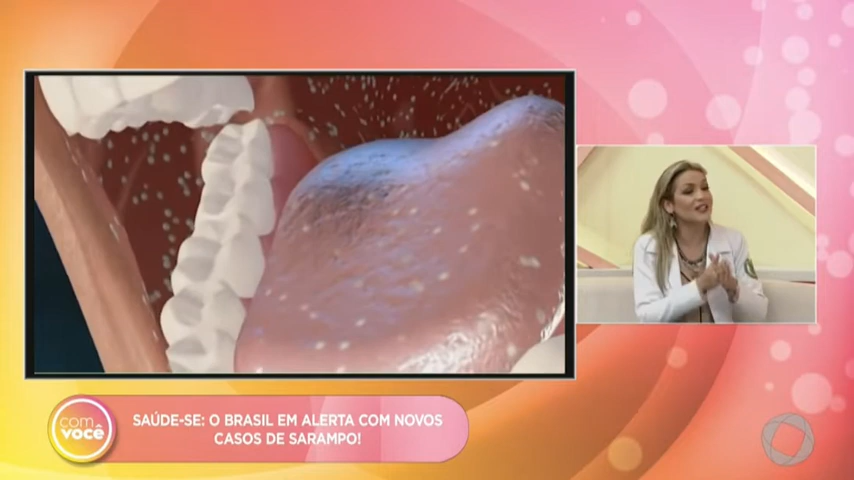 com
você
SAÚDE-SE: O BRASIL EM ALERTA COM NOVOS
CASOS DE SARAMPO!